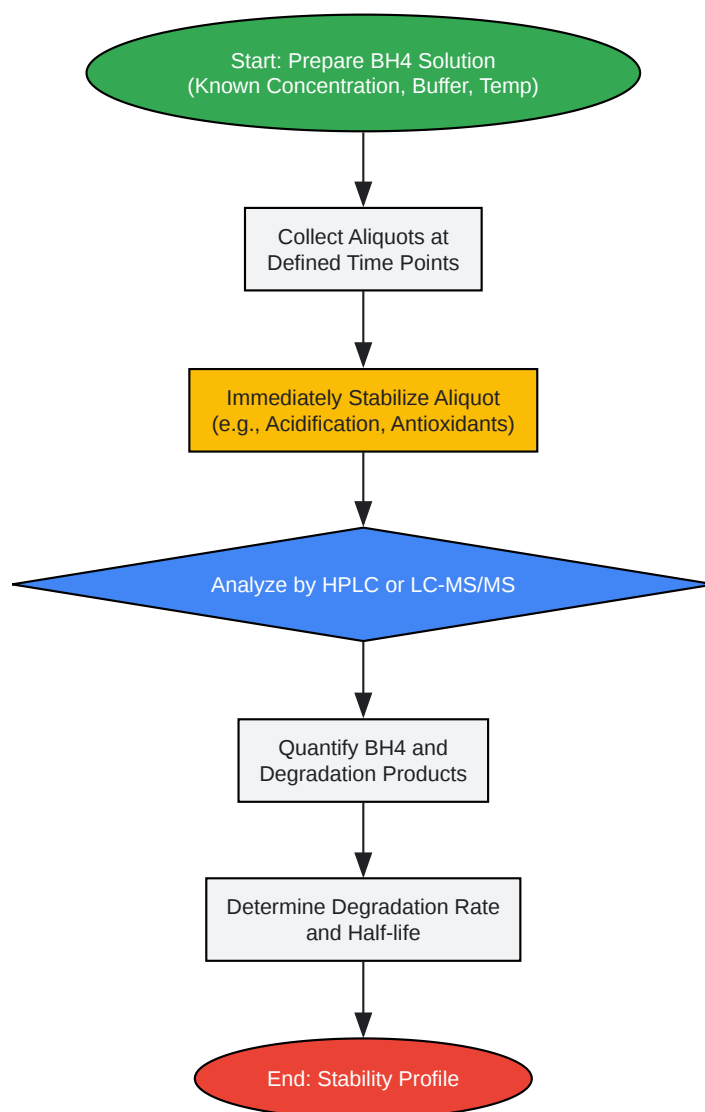 Start: Prepare BH4 Solution
(Known Concentration, Buffer, Temp)
Collect Aliquots at
Defined Time Points
Immediately Stabilize Aliquot
(e.g., Acidification, Antioxidants)
Analyze by HPLC or LC-MS/MS
Quantify BH4 and
Degradation Products
Determine Degradation Rate
and Half-life
End: Stability Profile